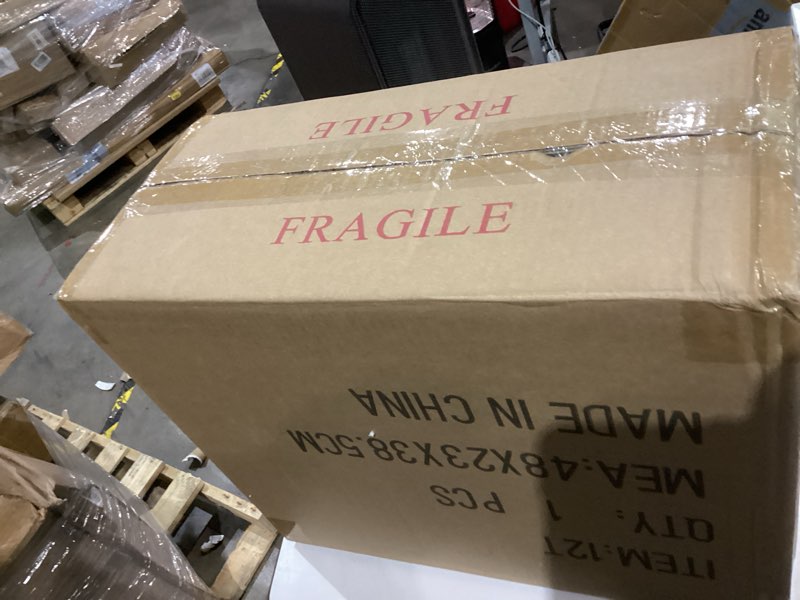 FRAGILE
FRAGILE
ITEM:12T
QTY: 1 PCS
MEA:48X23X38.5CM
MADE IN CHINA